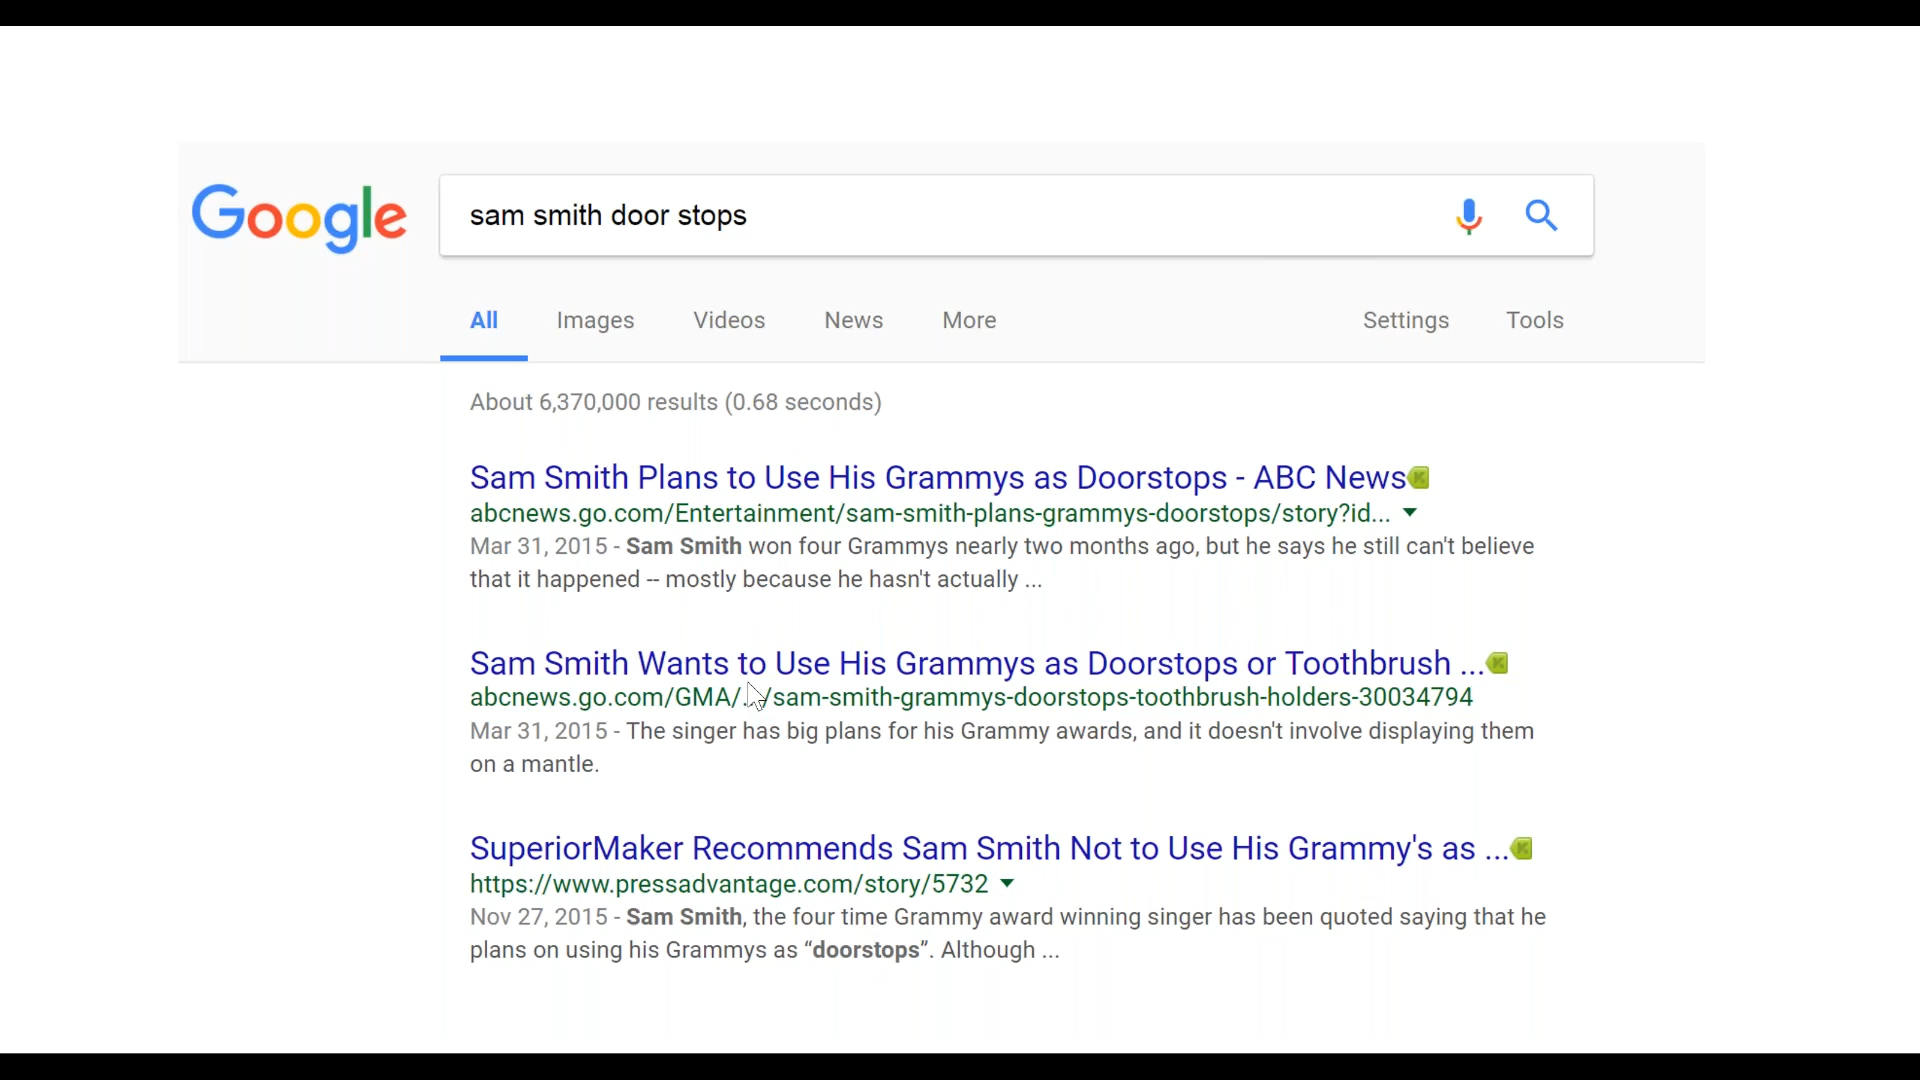 Google
sam smith door stops
All Images Videos News More Settings Tools
About 6,370,000 results (0.68 seconds)
Sam Smith Plans to Use His Grammys as Doorstops - ABC News
abcnews.go.com/Entertainment/sam-smith-plans-grammys-doorstops/story?id...
Mar 31, 2015 - Sam Smith won four Grammys nearly two months ago, but he says he still can't believe
that it happened -- mostly because he hasn't actually ...
Sam Smith Wants to Use His Grammys as Doorstops or Toothbrush ...
abcnews.go.com/GMA/.../sam-smith-grammys-doorstops-toothbrush-holders-30034794
Mar 31, 2015 - The singer has big plans for his Grammy awards, and it doesn't involve displaying them
on a mantle.
SuperiorMaker Recommends Sam Smith Not to Use His Grammy's as ...
https://www.pressadvantage.com/story/5732
Nov 27, 2015 - Sam Smith, the four time Grammy award winning singer has been quoted saying that he
plans on using his Grammys as “doorstops”. Although ...